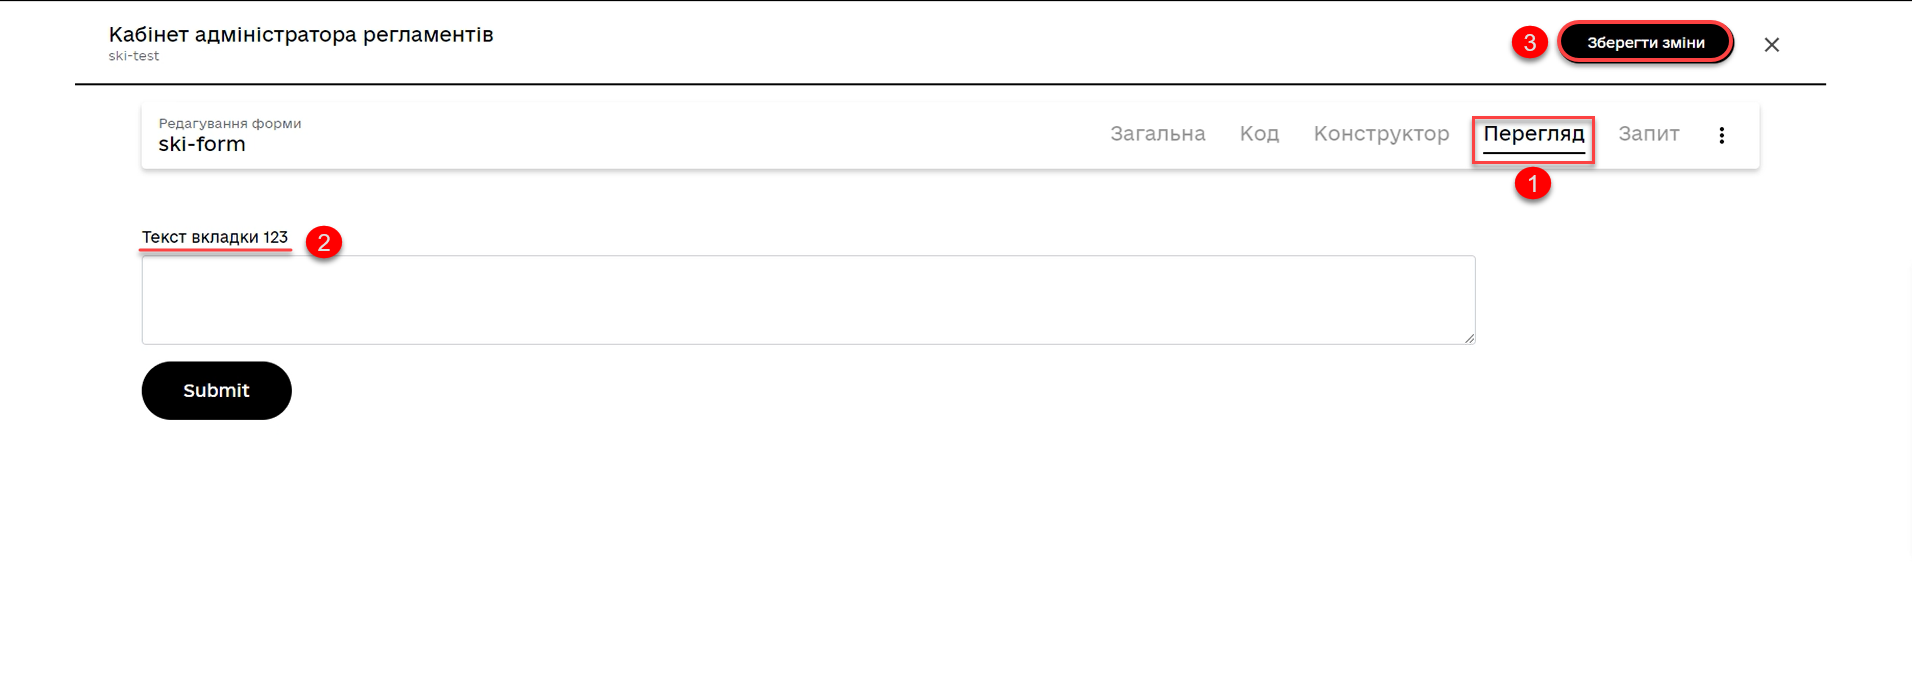 Кабінет адміністратора регламентів
ski-test
3
Зберегти зміни
Редагування форми
ski-form
Загальна Код Конструктор Перегляд Запит
1
Текст вкладки 123
2
Submit